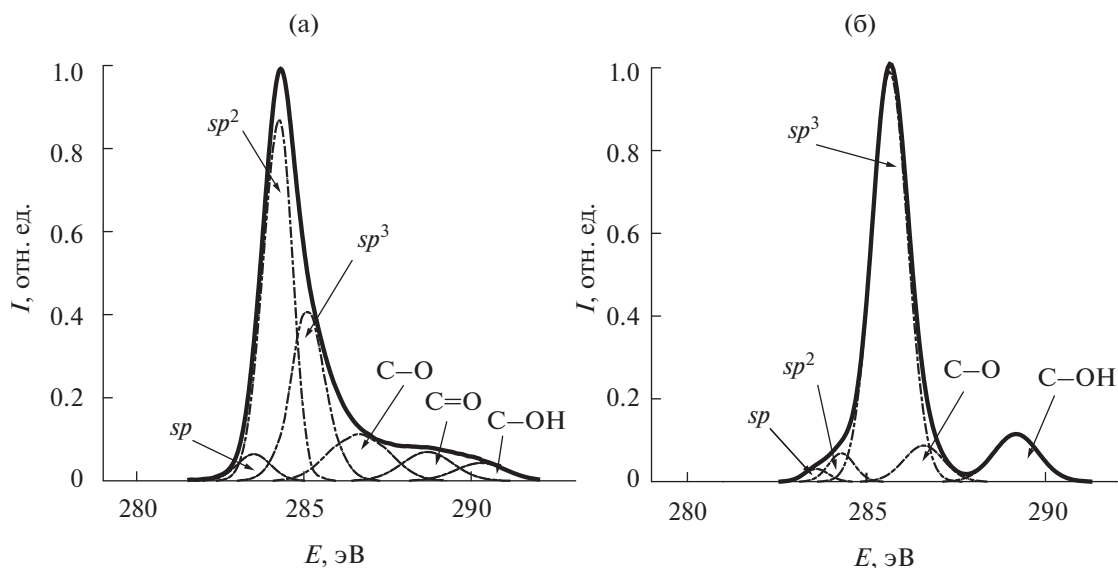 (а)
1.0
0.8
0.6
0.4
0.2
0
I, отн. ед.
sp²
sp³
sp
C–O
C=O
C–OH
280
285
290
E, эВ
(б)
1.0
0.8
0.6
0.4
0.2
0
I, отн. ед.
sp³
sp²
sp
C–O
C–OH
280
285
290
E, эВ